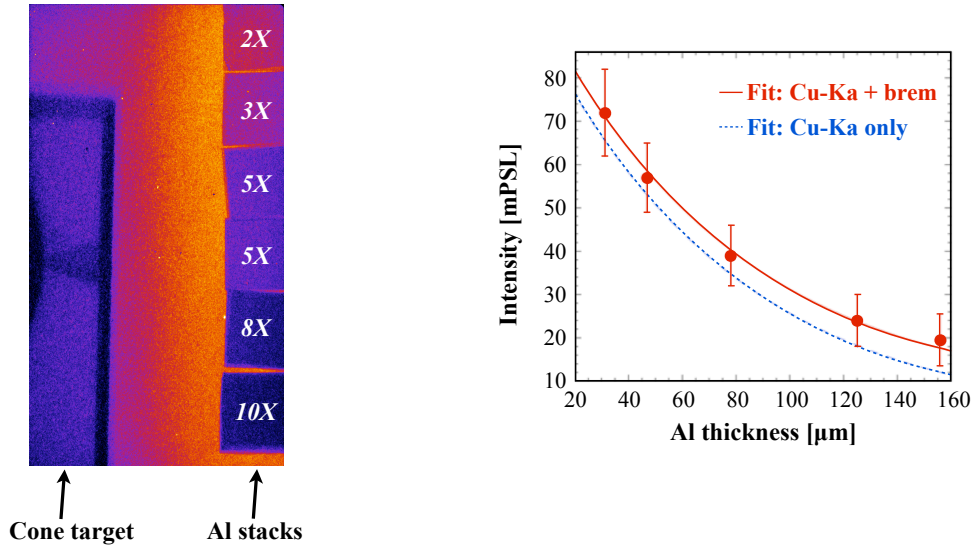 2X
3X
5X
5X
8X
10X
Cone target
Al stacks
Intensity [mPSL]
80
70
60
50
40
30
20
10
Fit: Cu-Ka + brem
Fit: Cu-Ka only
20
40
60
80
100
120
140
160
Al thickness [μm]